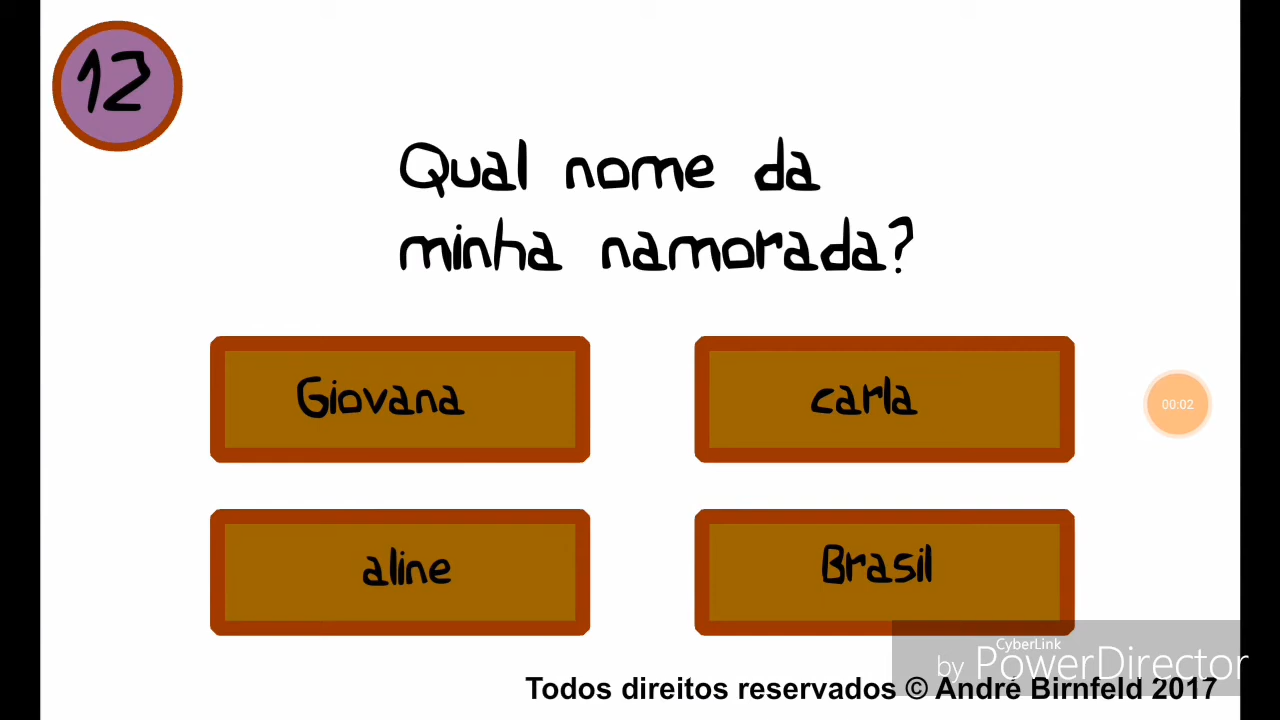 12
Qual nome da
minha namorada?
Giovana
carla
00:02
aline
Brasil
CyberLink
by PowerDirector
Todos direitos reservados © André Birnfeld 2017